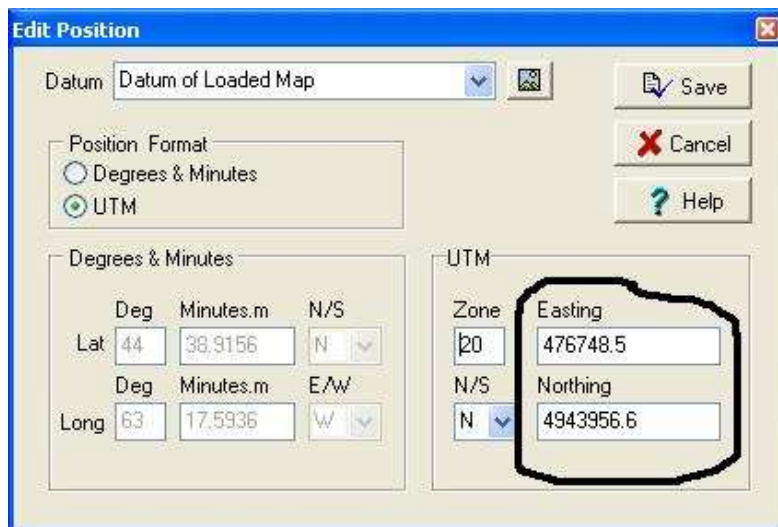 Edit Position
Datum Datum of Loaded Map
Save
Position Format
Cancel
Degrees & Minutes
UTM
Help
Degrees & Minutes
Deg Minutes.m N/S
Lat 44 38.9156 N
Deg Minutes.m E/W
Long 63 17.5936 W
UTM
Zone Easting
20 476748.5
N/S Northing
N 4943956.6